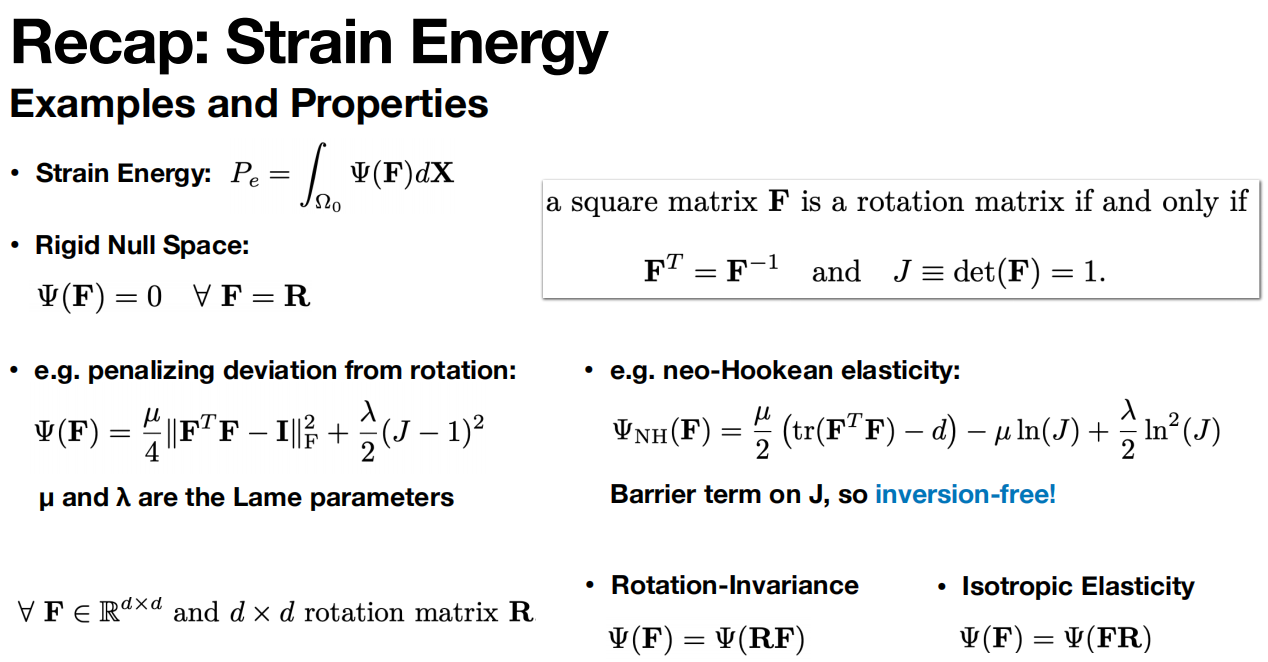 Recap: Strain Energy
Examples and Properties
• Strain Energy: $P_e = \int_{\Omega_0} \Psi(\mathbf{F}) d\mathbf{X}$
a square matrix $\mathbf{F}$ is a rotation matrix if and only if
$\mathbf{F}^T = \mathbf{F}^{-1}$ and $J \equiv \det(\mathbf{F}) = 1.$
• Rigid Null Space:
$\Psi(\mathbf{F}) = 0 \quad \forall \, \mathbf{F} = \mathbf{R}$
• e.g. penalizing deviation from rotation:
$\Psi(\mathbf{F}) = \frac{\mu}{4} \|\mathbf{F}^T\mathbf{F} - \mathbf{I}\|_{\mathrm{F}}^2 + \frac{\lambda}{2}(J - 1)^2$
μ and λ are the Lame parameters
• e.g. neo-Hookean elasticity:
$\Psi_{\mathrm{NH}}(\mathbf{F}) = \frac{\mu}{2}\left(\mathrm{tr}(\mathbf{F}^T\mathbf{F}) - d\right) - \mu \ln(J) + \frac{\lambda}{2}\ln^2(J)$
Barrier term on J, so inversion-free!
$\forall \, \mathbf{F} \in \mathbb{R}^{d \times d}$ and $d \times d$ rotation matrix $\mathbf{R}$
• Rotation-Invariance
$\Psi(\mathbf{F}) = \Psi(\mathbf{RF})$
• Isotropic Elasticity
$\Psi(\mathbf{F}) = \Psi(\mathbf{FR})$